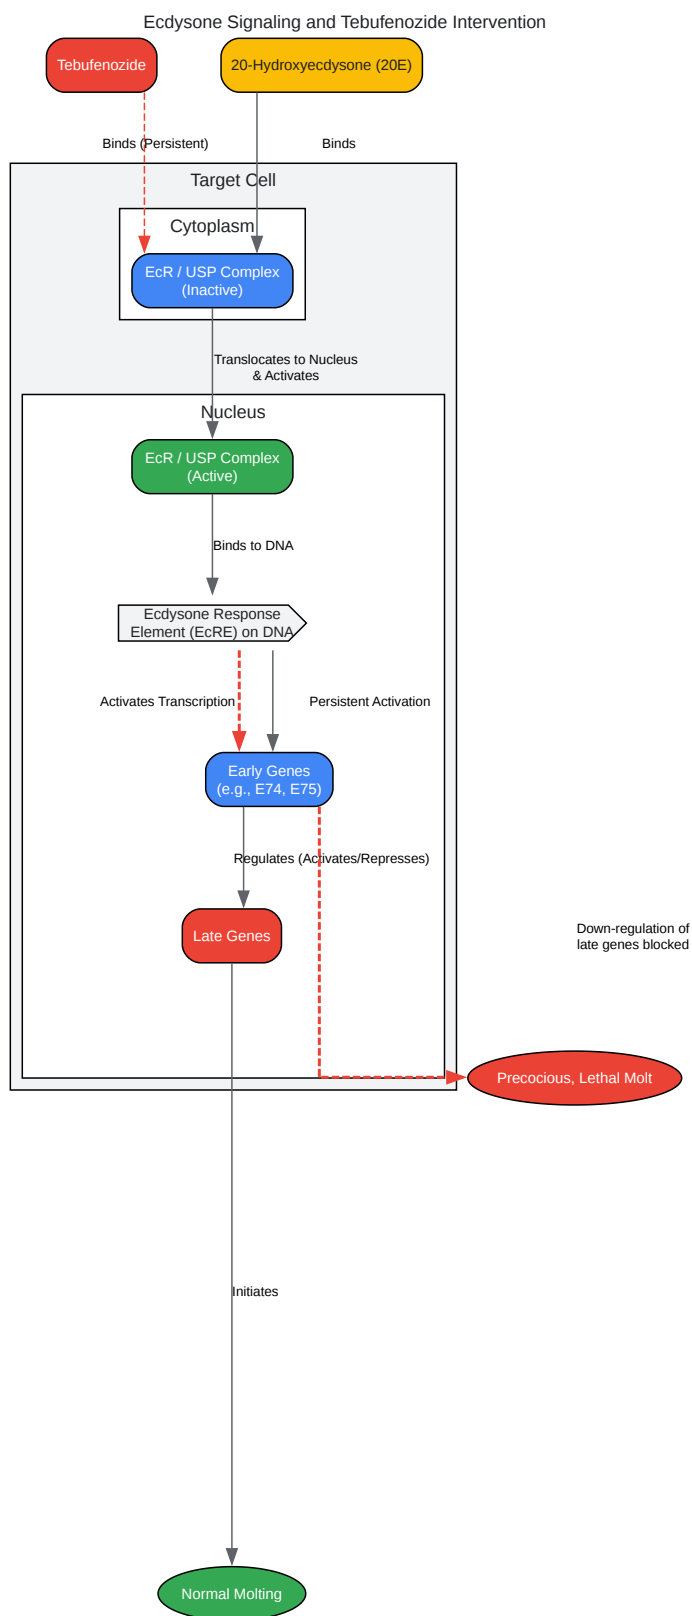 Ecdysone Signaling and Tebufenozide Intervention
Tebufenozide
20-Hydroxyecdysone (20E)
Binds (Persistent)
Binds
Target Cell
Cytoplasm
EcR / USP Complex
(Inactive)
Translocates to Nucleus
& Activates
Nucleus
EcR / USP Complex
(Active)
Binds to DNA
Ecdysone Response
Element (EcRE) on DNA
Activates Transcription
Persistent Activation
Early Genes
(e.g., E74, E75)
Regulates (Activates/Represses)
Late Genes
Down-regulation of
late genes blocked
Precocious, Lethal Molt
Initiates
Normal Molting